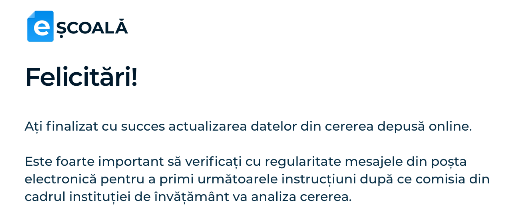 eȘCOALĂ
Felicitări!
Ați finalizat cu succes actualizarea datelor din cererea depusă online.
Este foarte important să verificați cu regularitate mesajele din poșta
electronică pentru a primi următoarele instrucțiuni după ce comisia din
cadrul instituției de învățământ va analiza cererea.